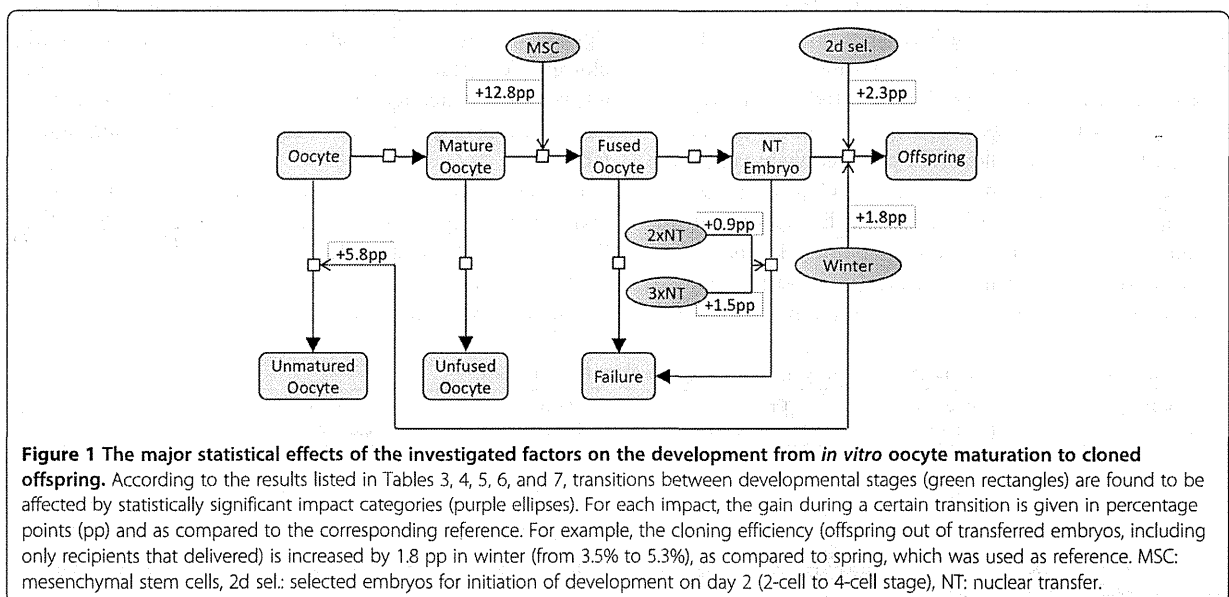 MSC
2d sel.
+12.8pp
+2.3pp
Oocyte
Mature
Oocyte
Fused
Oocyte
NT
Embryo
Offspring
+5.8pp
2xNT
+0.9pp
+1.8pp
Winter
3xNT
+1.5pp
Unmatured
Oocyte
Unfused
Oocyte
Failure
Figure 1 The major statistical effects of the investigated factors on the development from in vitro oocyte maturation to cloned
offspring. According to the results listed in Tables 3, 4, 5, 6, and 7, transitions between developmental stages (green rectangles) are found to be
affected by statistically significant impact categories (purple ellipses). For each impact, the gain during a certain transition is given in percentage
points (pp) and as compared to the corresponding reference. For example, the cloning efficiency (offspring out of transferred embryos, including
only recipients that delivered) is increased by 1.8 pp in winter (from 3.5% to 5.3%), as compared to spring, which was used as reference. MSC:
mesenchymal stem cells, 2d sel.: selected embryos for initiation of development on day 2 (2-cell to 4-cell stage), NT: nuclear transfer.